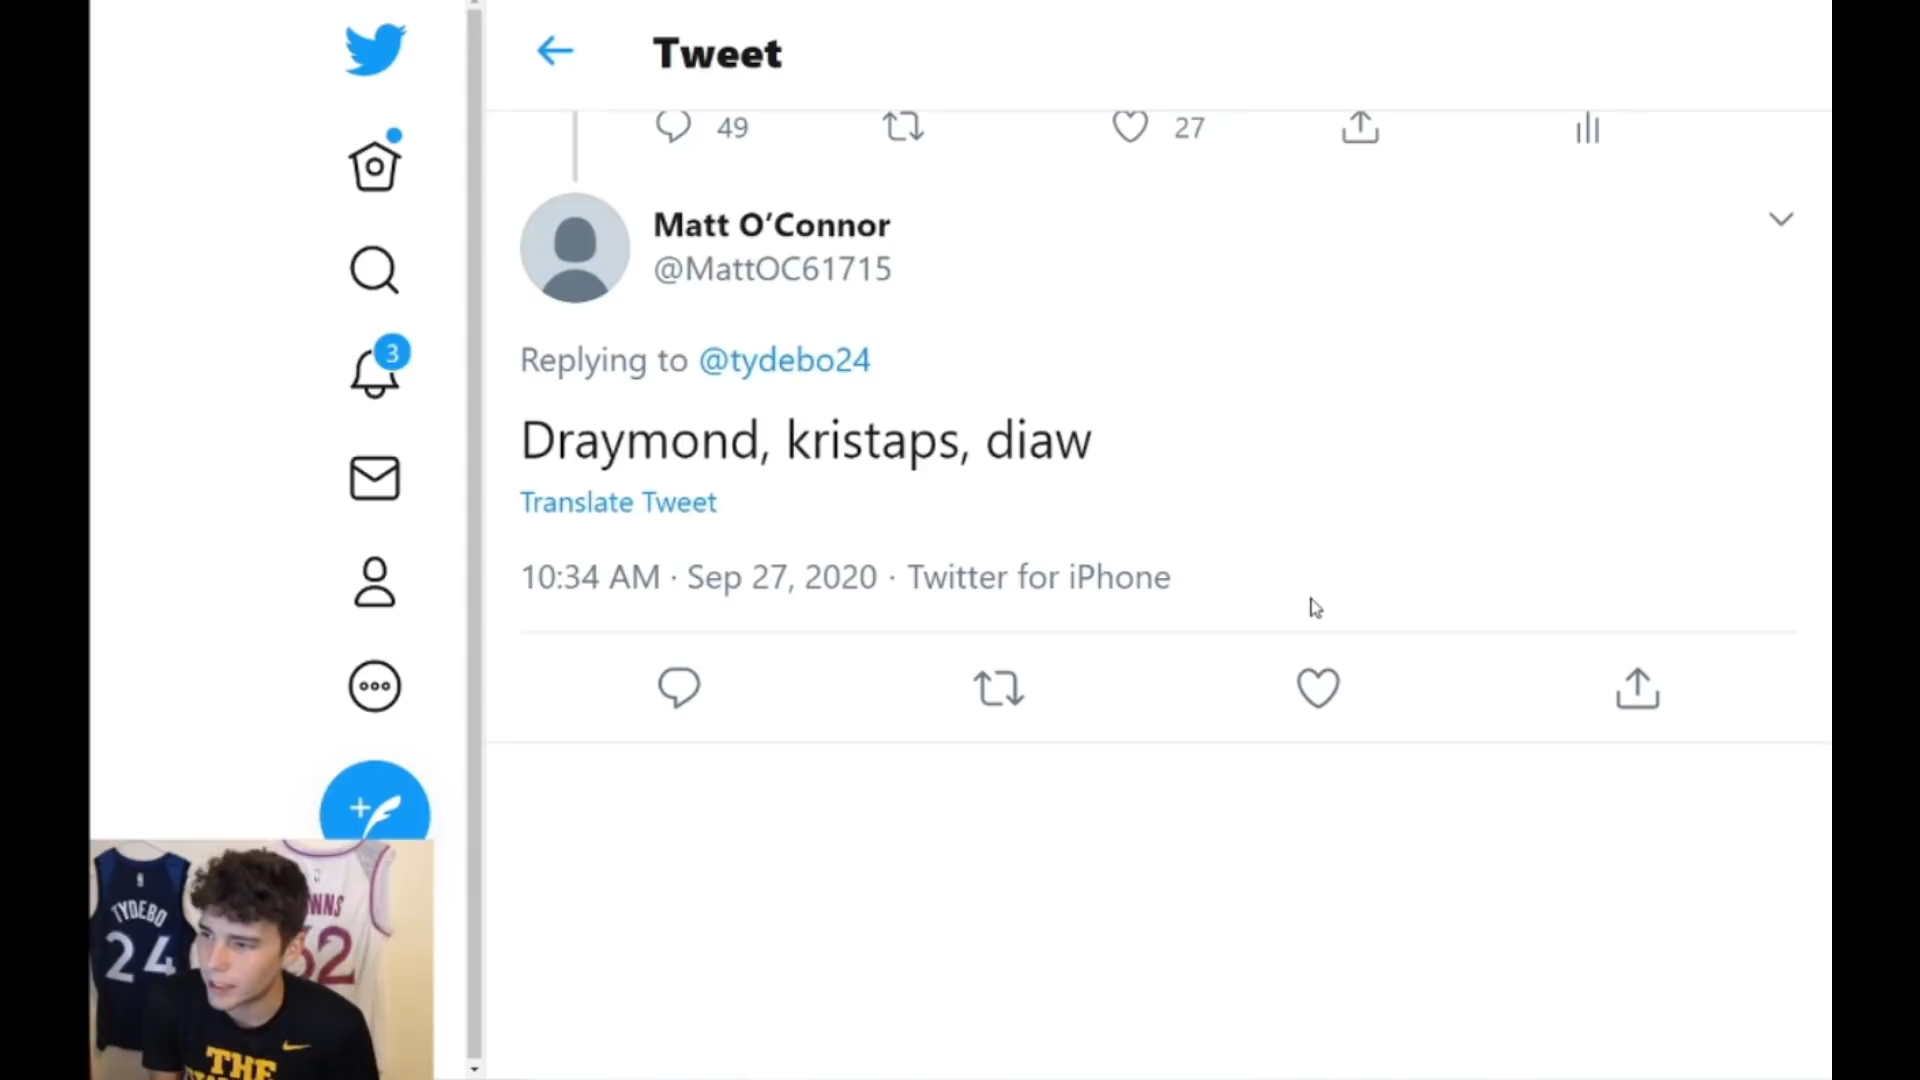 Tweet
49
27
Matt O'Connor
@MattOC61715
3
Replying to @tydebo24
Draymond, kristaps, diaw
Translate Tweet
10:34 AM · Sep 27, 2020 · Twitter for iPhone
TYDEBO
24
32
THE